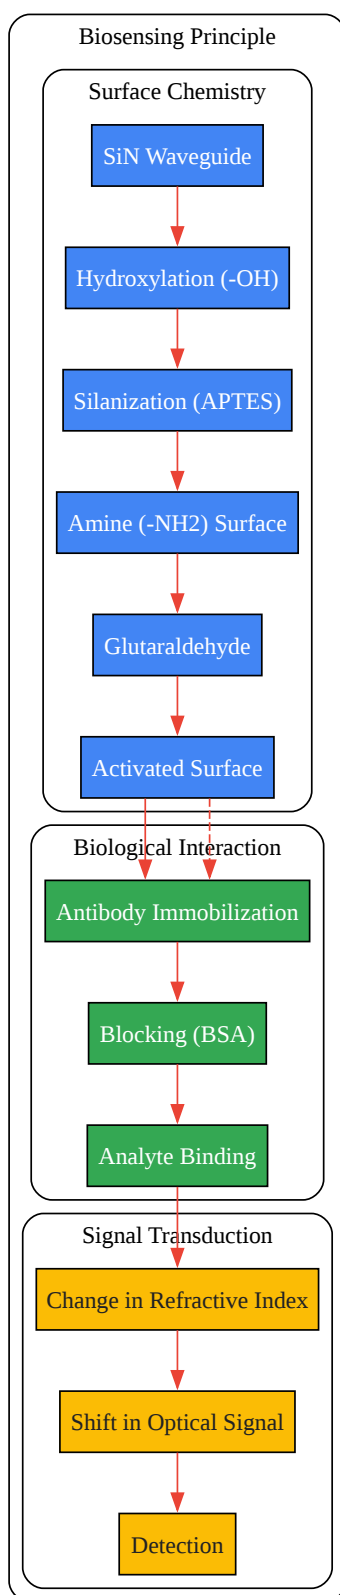 Biosensing Principle
Surface Chemistry
SiN Waveguide
Hydroxylation (-OH)
Silanization (APTES)
Amine (-NH2) Surface
Glutaraldehyde
Activated Surface
Biological Interaction
Antibody Immobilization
Blocking (BSA)
Analyte Binding
Signal Transduction
Change in Refractive Index
Shift in Optical Signal
Detection